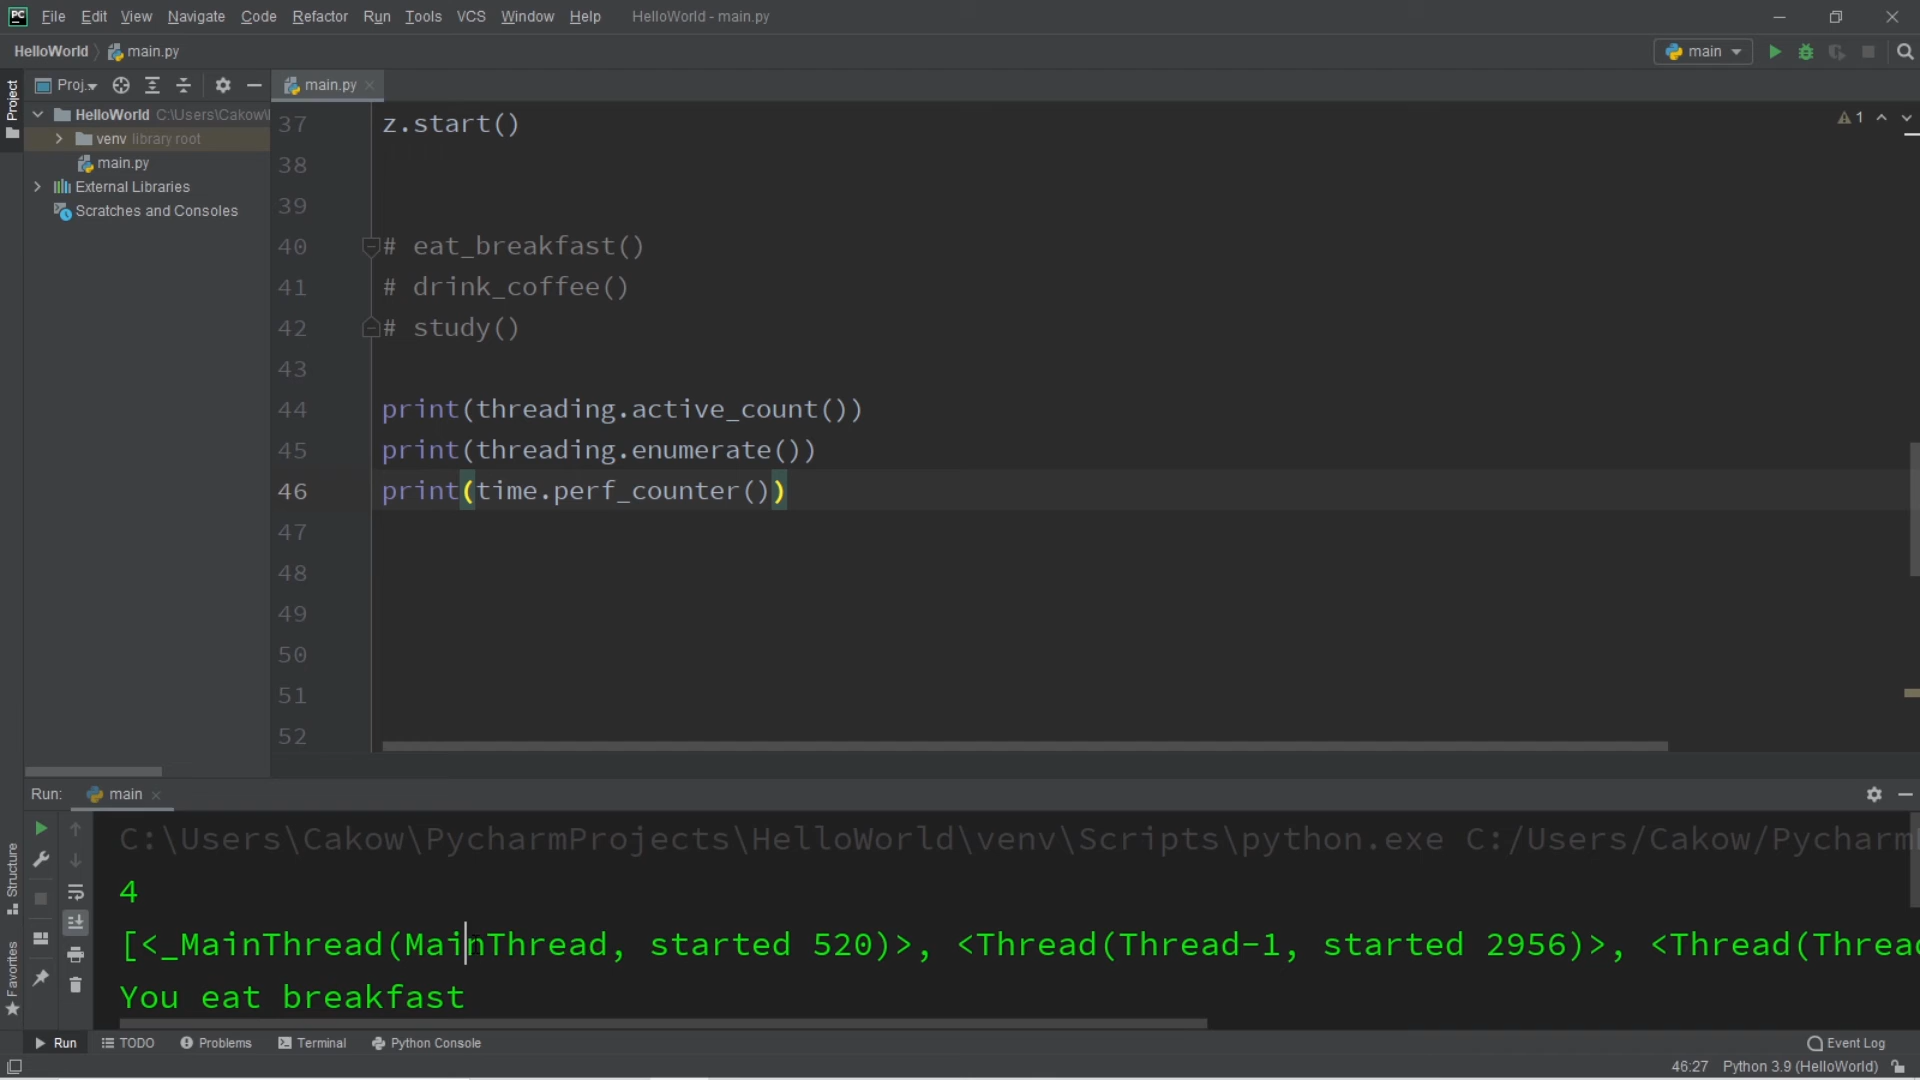 PC File Edit View Navigate Code Refactor Run Tools VCS Window Help HelloWorld - main.py
HelloWorld main.py main
Project
Proj... main.py
HelloWorld C:\Users\Cakow\
venv library root
main.py
External Libraries
Scratches and Consoles
1
37 z.start()
38
39
40 # eat_breakfast()
41 # drink_coffee()
42 # study()
43
44 print(threading.active_count())
45 print(threading.enumerate())
46 print(time.perf_counter())
47
48
49
50
51
52
Run: main
Structure
Favorites
C:\Users\Cakow\PycharmProjects\HelloWorld\venv\Scripts\python.exe C:/Users/Cakow/Pycharm
4
[<_MainThread(MainThread, started 520)>, <Thread(Thread-1, started 2956)>, <Thread(Threa
You eat breakfast
Run TODO Problems Terminal Python Console Event Log
46:27 Python 3.9 (HelloWorld)